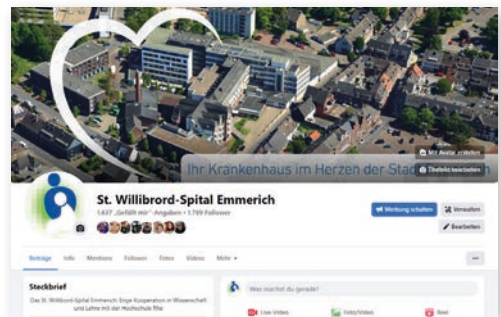 Ihr Krankenhaus im Herzen der Stadt
Mit Avatar erstellen
Titelbild bearbeiten
St. Willibrord-Spital Emmerich
1.637 „Gefällt mir“-Angaben • 1.799 Follower
Werbung schalten
Verwalten
Bearbeiten
Beiträge Info Mentions Follower Fotos Videos Mehr
Steckbrief
Das St. Willibrord-Spital Emmerich: Enge Kooperation in Wissenschaft
und Lehre mit der Hochschule Rhe
Was machst du gerade?
Live-Video Foto/Video Reel